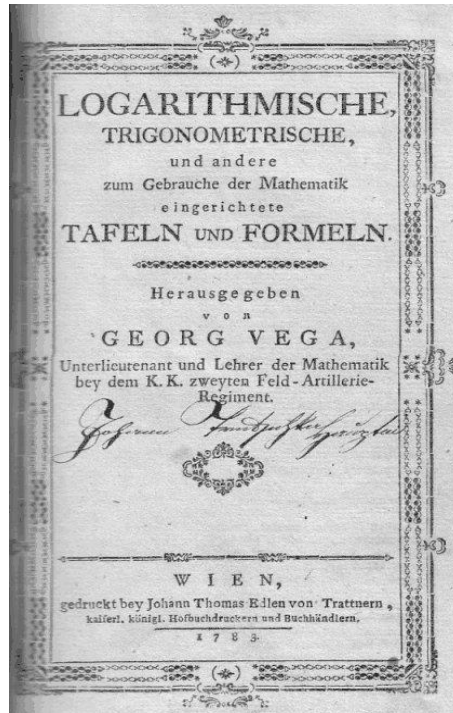 LOGARITHMISCHE,
TRIGONOMETRISCHE,
und andere
zum Gebrauche der Mathematik
eingerichtete
TAFELN UND FORMELN.
Herausgegeben
von
GEORG VEGA,
Unterlieutenant und Lehrer der Mathematik
bey dem K. K. zweyten Feld-Artillerie-
Regiment.
Johann
WIEN,
gedruckt bey Johann Thomas Edlen von Trattnern,
kaiserl. königl. Hofbuchdruckern und Buchhändlern,
1783.